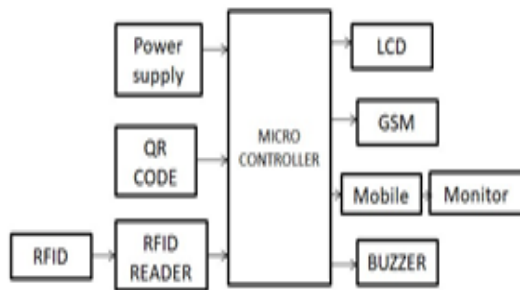 Power
supply
QR
CODE
RFID
RFID
READER
MICRO
CONTROLLER
LCD
GSM
Mobile
Monitor
BUZZER